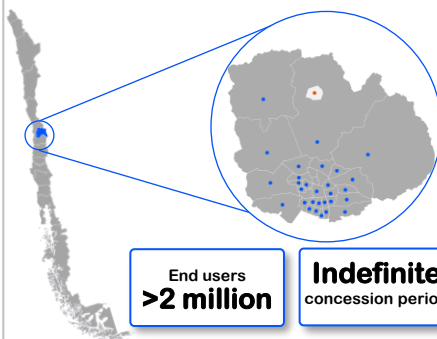 End users
>2 million
Indefinite
concession perio